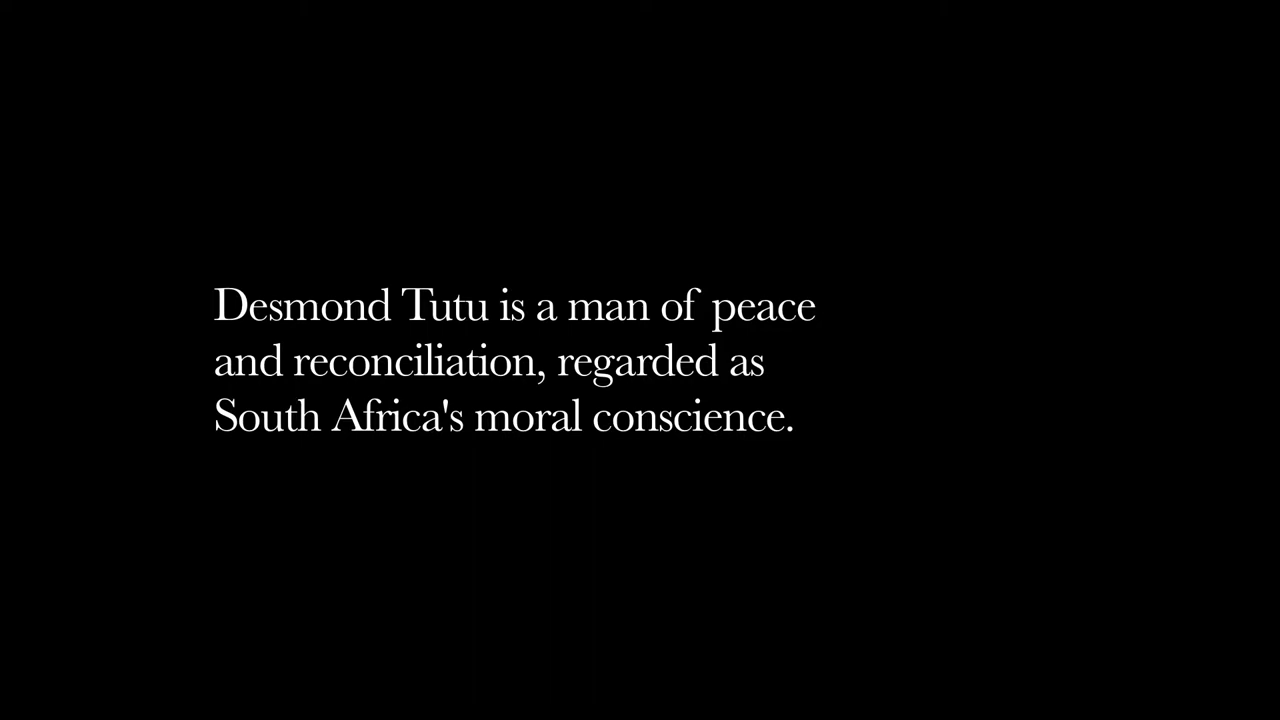 Desmond Tutu is a man of peace
and reconciliation, regarded as
South Africa's moral conscience.